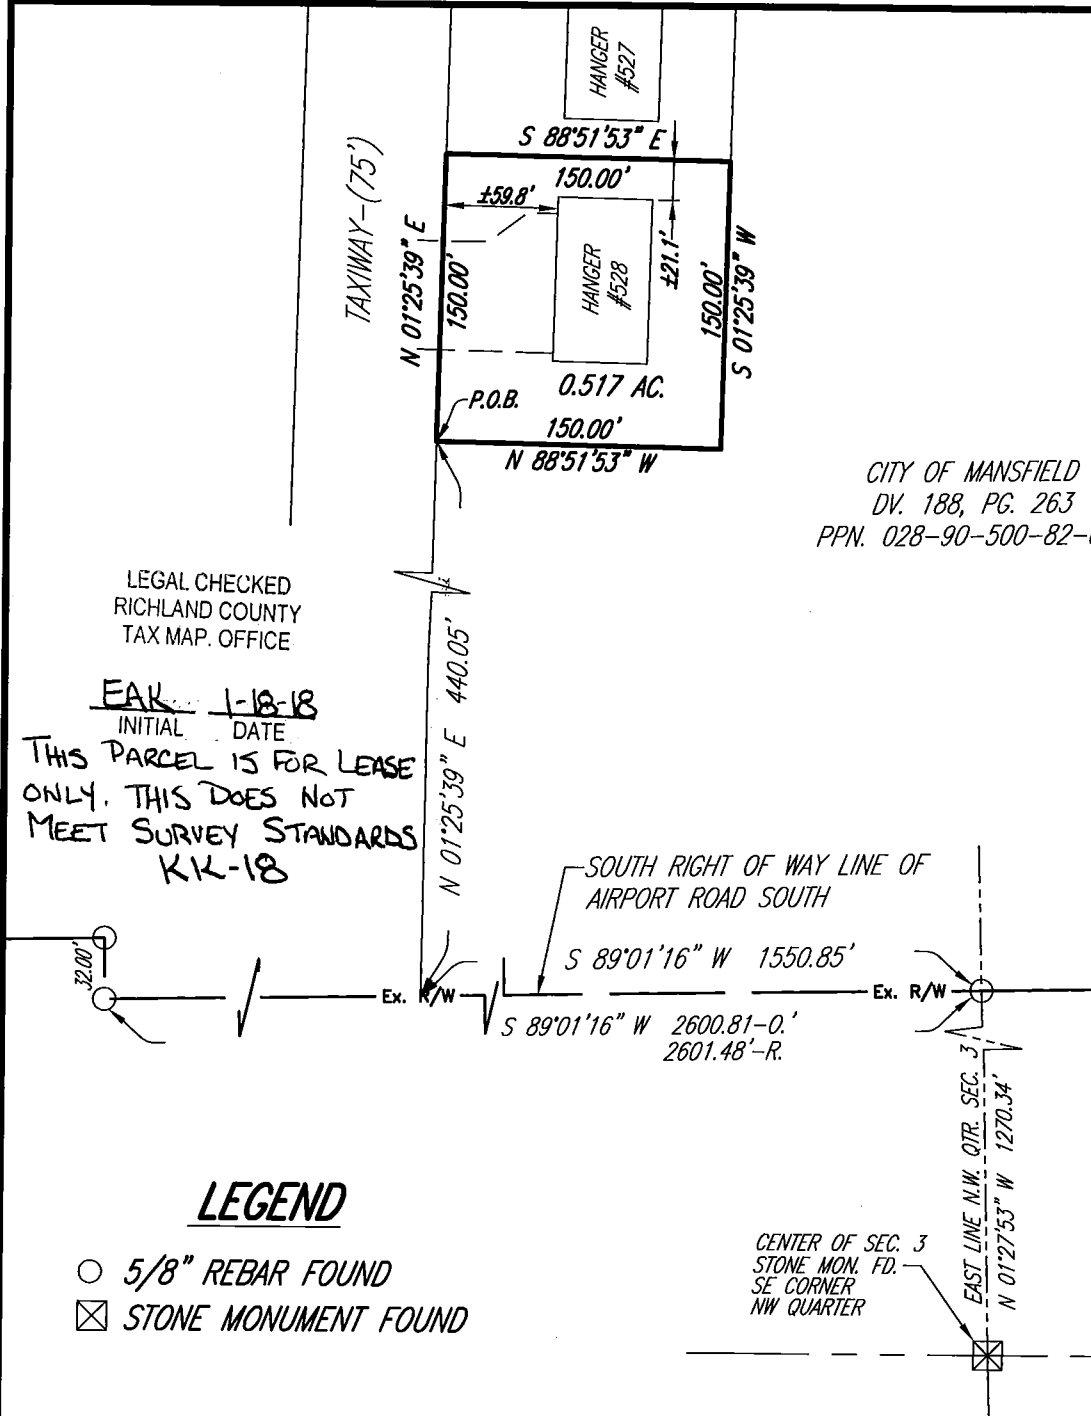 HANGER
#527
S 88°51'53" E
150.00'
±59.8'
TAXIWAY-(75')
N 01°25'39" E
150.00'
HANGER
#528
±21.1'
150.00'
S 01°25'39" W
0.517 AC.
P.O.B.
150.00'
N 88°51'53" W
CITY OF MANSFIELD
DV. 188, PG. 263
PPN. 028-90-500-82-
LEGAL CHECKED
RICHLAND COUNTY
TAX MAP. OFFICE
EAK 1-18-18
INITIAL DATE
THIS PARCEL IS FOR LEASE
ONLY. THIS DOES NOT
MEET SURVEY STANDARDS
KK-18
N 01°25'39" E 440.05'
SOUTH RIGHT OF WAY LINE OF
AIRPORT ROAD SOUTH
32.00'
S 89°01'16" W 1550.85'
Ex. R/W
Ex. R/W
S 89°01'16" W 2600.81-O.'
2601.48'-R.
EAST LINE N.W. QTR. SEC. 3
N 01°27'53" W 1270.34'
LEGEND
5/8" REBAR FOUND
STONE MONUMENT FOUND
CENTER OF SEC. 3
STONE MON. FD.
SE CORNER
NW QUARTER